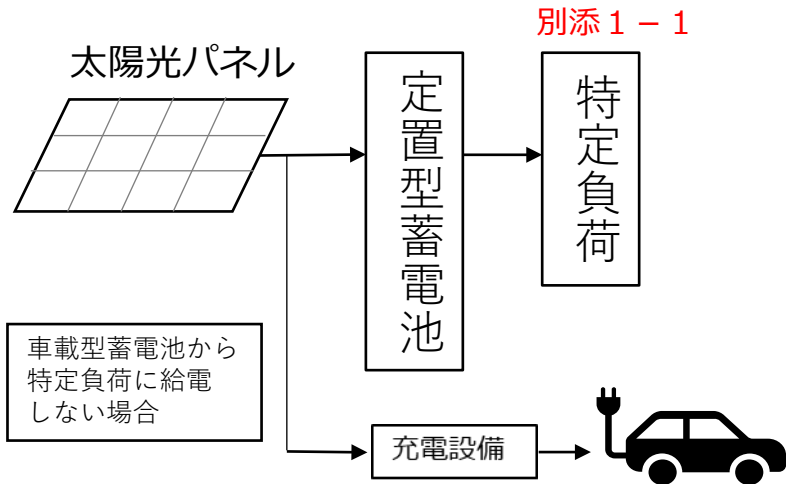 別添１－１
太陽光パネル
定置型蓄電池
特定負荷
車載型蓄電池から
特定負荷に給電
しない場合
充電設備